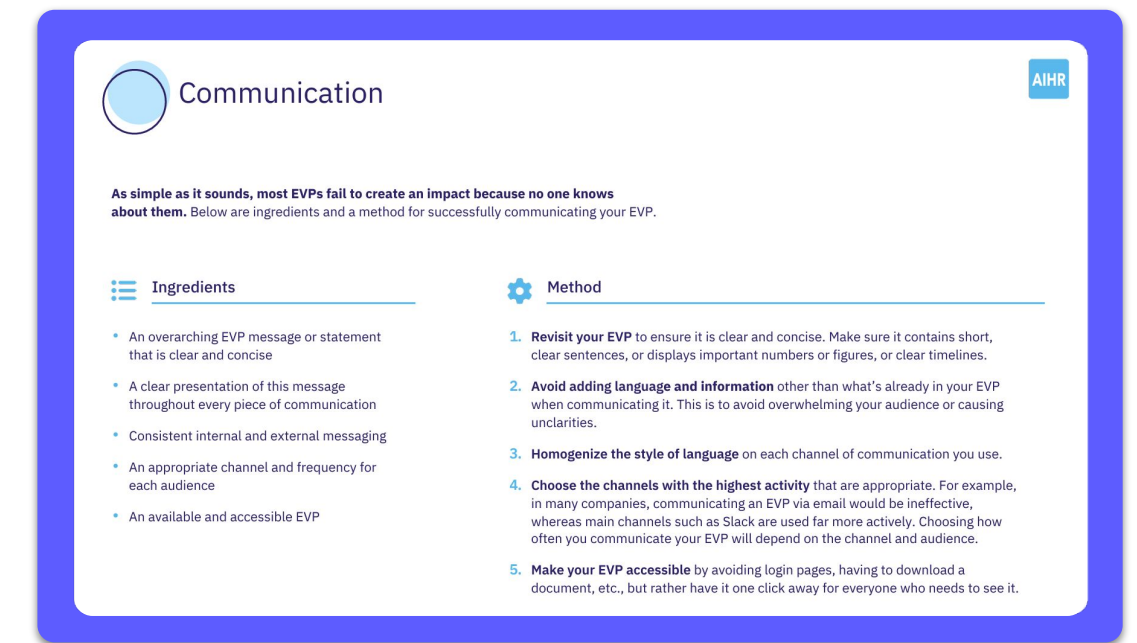 Communication
AIHR
As simple as it sounds, most EVPs fail to create an impact because no one knows
about them. Below are ingredients and a method for successfully communicating your EVP.
Ingredients
An overarching EVP message or statement
that is clear and concise
A clear presentation of this message
throughout every piece of communication
Consistent internal and external messaging
An appropriate channel and frequency for
each audience
An available and accessible EVP
Method
1. Revisit your EVP to ensure it is clear and concise. Make sure it contains short,
clear sentences, or displays important numbers or figures, or clear timelines.
2. Avoid adding language and information other than what's already in your EVP
when communicating it. This is to avoid overwhelming your audience or causing
unclarities.
3. Homogenize the style of language on each channel of communication you use.
4. Choose the channels with the highest activity that are appropriate. For example,
in many companies, communicating an EVP via email would be ineffective,
whereas main channels such as Slack are used far more actively. Choosing how
often you communicate your EVP will depend on the channel and audience.
5. Make your EVP accessible by avoiding login pages, having to download a
document, etc., but rather have it one click away for everyone who needs to see it.